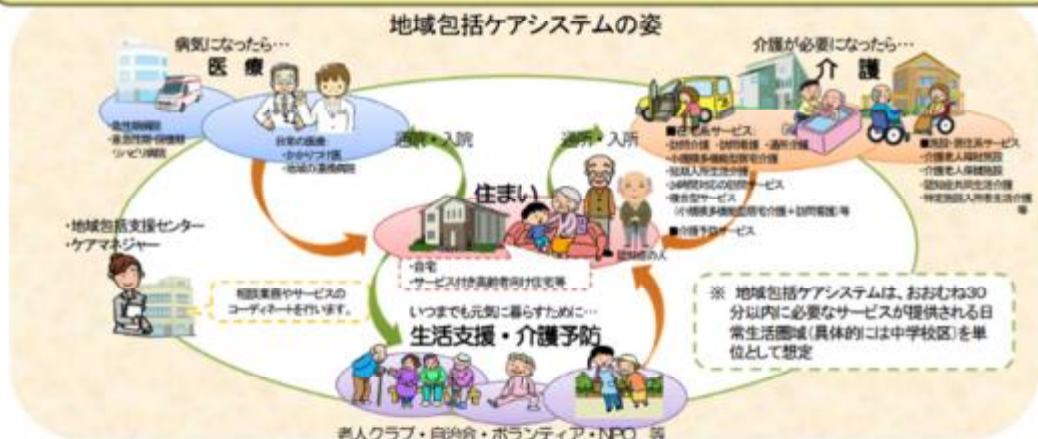 地域包括ケアシステムの姿
病気になったら…
医 療
介護が必要になったら…
介 護
・急性期病院
・亜急性期・回復期
リハビリ病院
日常の医療:
・かかりつけ医
・地域の連携病院
通院・入院
通所・入所
■在宅系サービス:
・訪問介護 ・訪問看護 ・通所介護
・小規模多機能型居宅介護
・短期入所生活介護
・24時間対応の訪問サービス
・複合型サービス
(小規模多機能型居宅介護+訪問看護)等
■介護予防サービス
■施設・居住系サービス
・介護老人福祉施設
・介護老人保健施設
・認知症共同生活介護
・特定施設入所者生活介護
等
住まい
認知症の人
・地域包括支援センター
・ケアマネジャー
・自宅
・サービス付き高齢者向け住宅等
相談業務やサービスの
コーディネートを行います。
いつまでも元気に暮らすために…
生活支援・介護予防
※ 地域包括ケアシステムは、おおむね30
分以内に必要なサービスが提供される日
常生活圏域(具体的には中学校区)を単
位として想定
老人クラブ・自治会・ボランティア・NPO 等